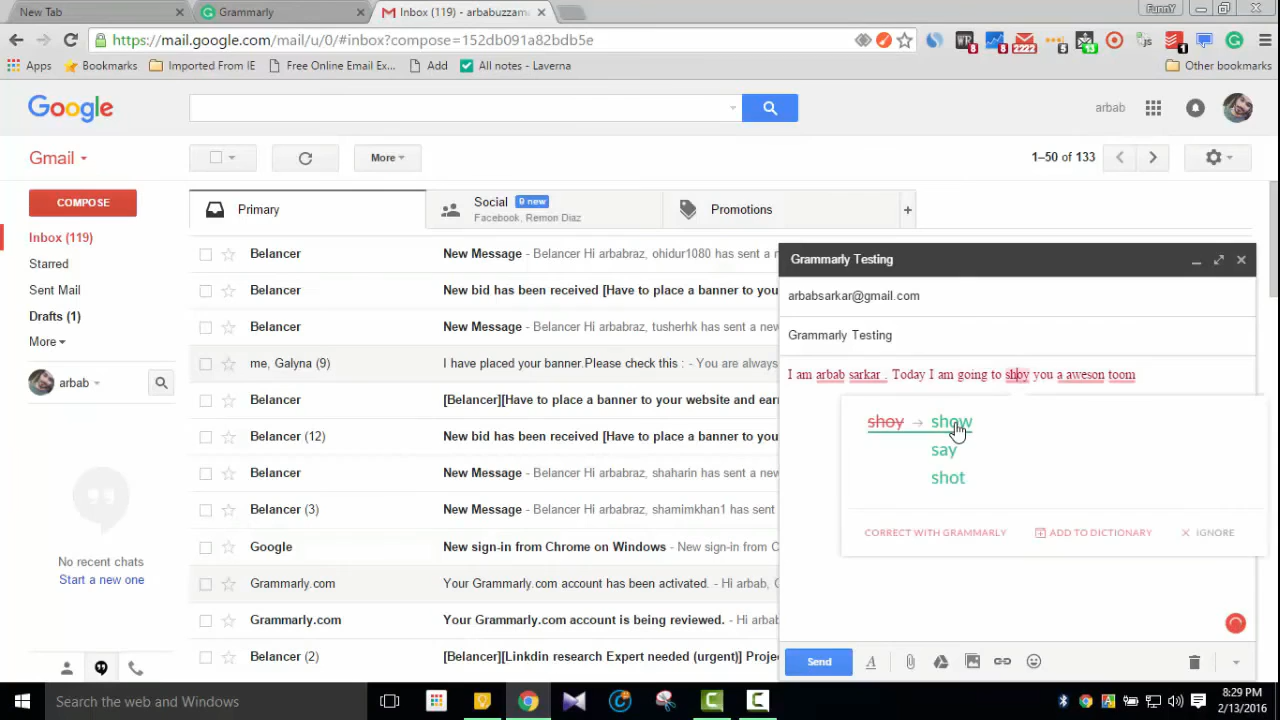 New Tab
Grammarly
Inbox (119) - arbabuzzama
FunnY
https://mail.google.com/mail/u/0/#inbox?compose=152db091a82bdb5e
Apps
Bookmarks
Imported From IE
Free Online Email Ex...
Add
All notes - Laverna
Other bookmarks
Google
arbab
Gmail
More
1–50 of 133
COMPOSE
Inbox (119)
Starred
Sent Mail
Drafts (1)
More
arbab
No recent chats
Start a new one
Primary
Social 9 new
Facebook, Remon Diaz
Promotions
+
Belancer New Message - Belancer Hi arbabraz, ohidur1080 has sent a
Belancer New bid has been received [Have to place a banner to you
Belancer New Message - Belancer Hi arbabraz, tusherhk has sent a new
me, Galyna (9) I have placed your banner.Please check this : - You are always
Belancer [Belancer][Have to place a banner to your website and earn
Belancer (12) New bid has been received [Have to place a banner to you
Belancer New Message - Belancer Hi arbabraz, shaharin has sent a new
Belancer (3) New Message - Belancer Hi arbabraz, shamimkhan1 has sent
Google New sign-in from Chrome on Windows - New sign-in from C
Grammarly.com Your Grammarly.com account has been activated. - Hi arbab,
Grammarly.com Your Grammarly.com account is being reviewed. - Hi arbab
Belancer (2) [Belancer][Linkdin research Expert needed (urgent)] Projec
Grammarly Testing
arbabsarkar@gmail.com
Grammarly Testing
I am arbab sarkar . Today I am going to shoy you a aweson toom
shoy → show
say
shot
CORRECT WITH GRAMMARLY
ADD TO DICTIONARY
IGNORE
Send
Search the web and Windows
8:29 PM
2/13/2016